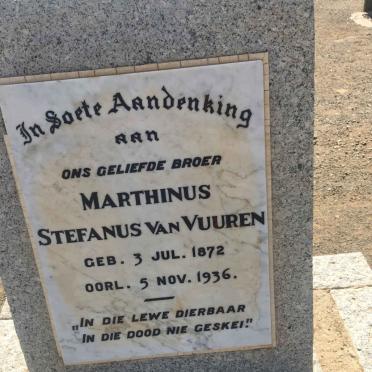 In Soete Aandenking
aan
ONS GELIEFDE BROER
MARTHINUS
STEFANUS VAN VUUREN
GEB. 3 JUL. 1872
OORL. 5 NOV. 1936.
„IN DIE LEWE DIERBAAR
IN DIE DOOD NIE GESKEI!"